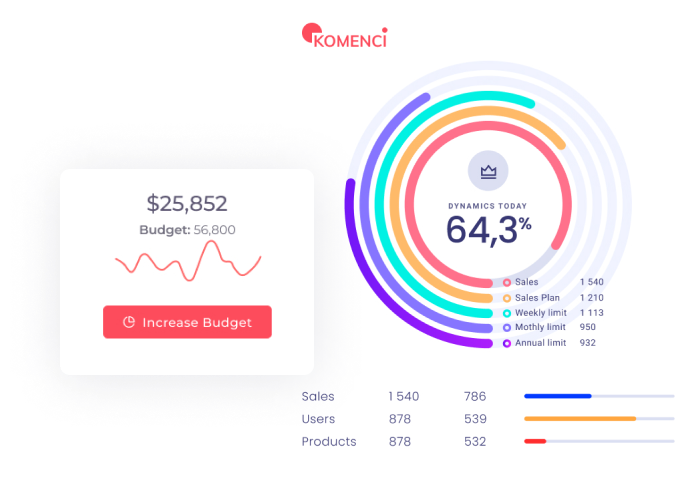 KOMENCI
$25,852
Budget: 56,800
Increase Budget
DYNAMICS TODAY
64,3%
Sales 1 540
Sales Plan 1 210
Weekly limit 1 113
Mothly limit 950
Annual limit 932
Sales 1 540 786
Users 878 539
Products 878 532